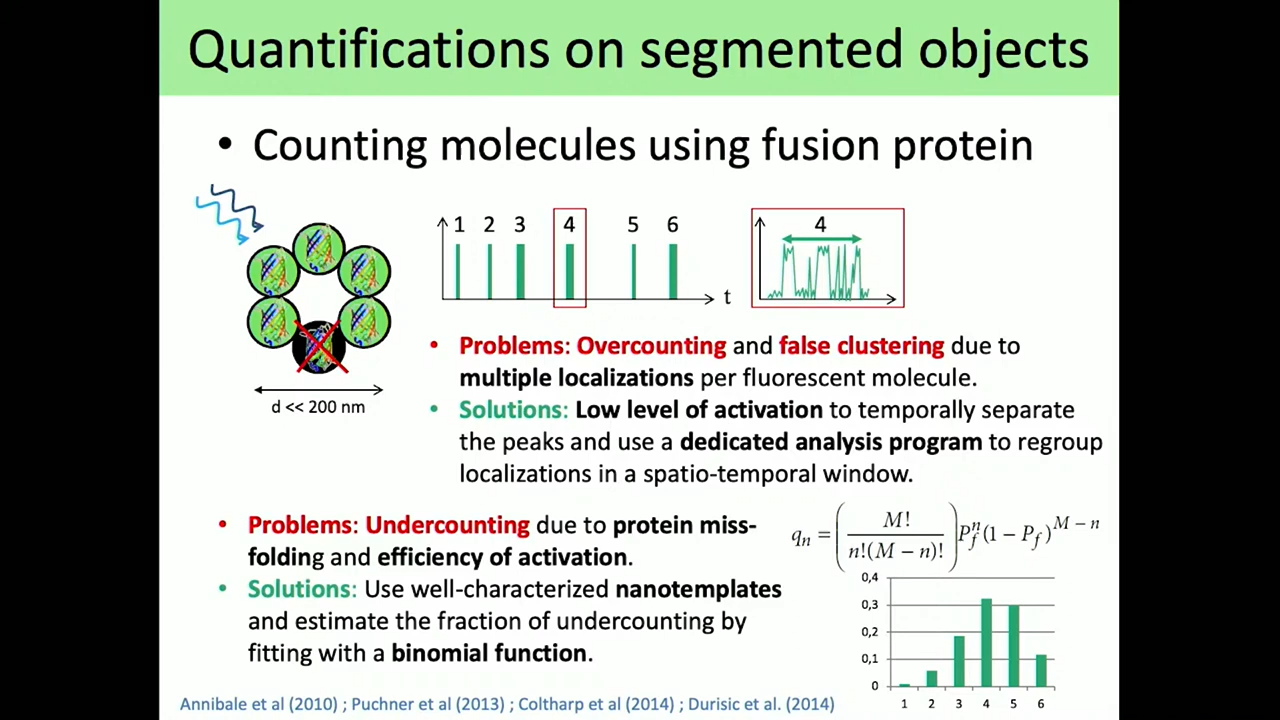 Quantifications on segmented objects
• Counting molecules using fusion protein
1 2 3 4 5 6
t
4
d << 200 nm
• Problems: Overcounting and false clustering due to
multiple localizations per fluorescent molecule.
• Solutions: Low level of activation to temporally separate
the peaks and use a dedicated analysis program to regroup
localizations in a spatio-temporal window.
• Problems: Undercounting due to protein miss-
folding and efficiency of activation.
• Solutions: Use well-characterized nanotemplates
and estimate the fraction of undercounting by
fitting with a binomial function.
qₙ = (M! / n!(M − n)!) P_f^n (1 − P_f)^{M − n}
0,4
0,3
0,2
0,1
0
1 2 3 4 5 6
Annibale et al (2010) ; Puchner et al (2013) ; Coltharp et al (2014) ; Durisic et al. (2014)